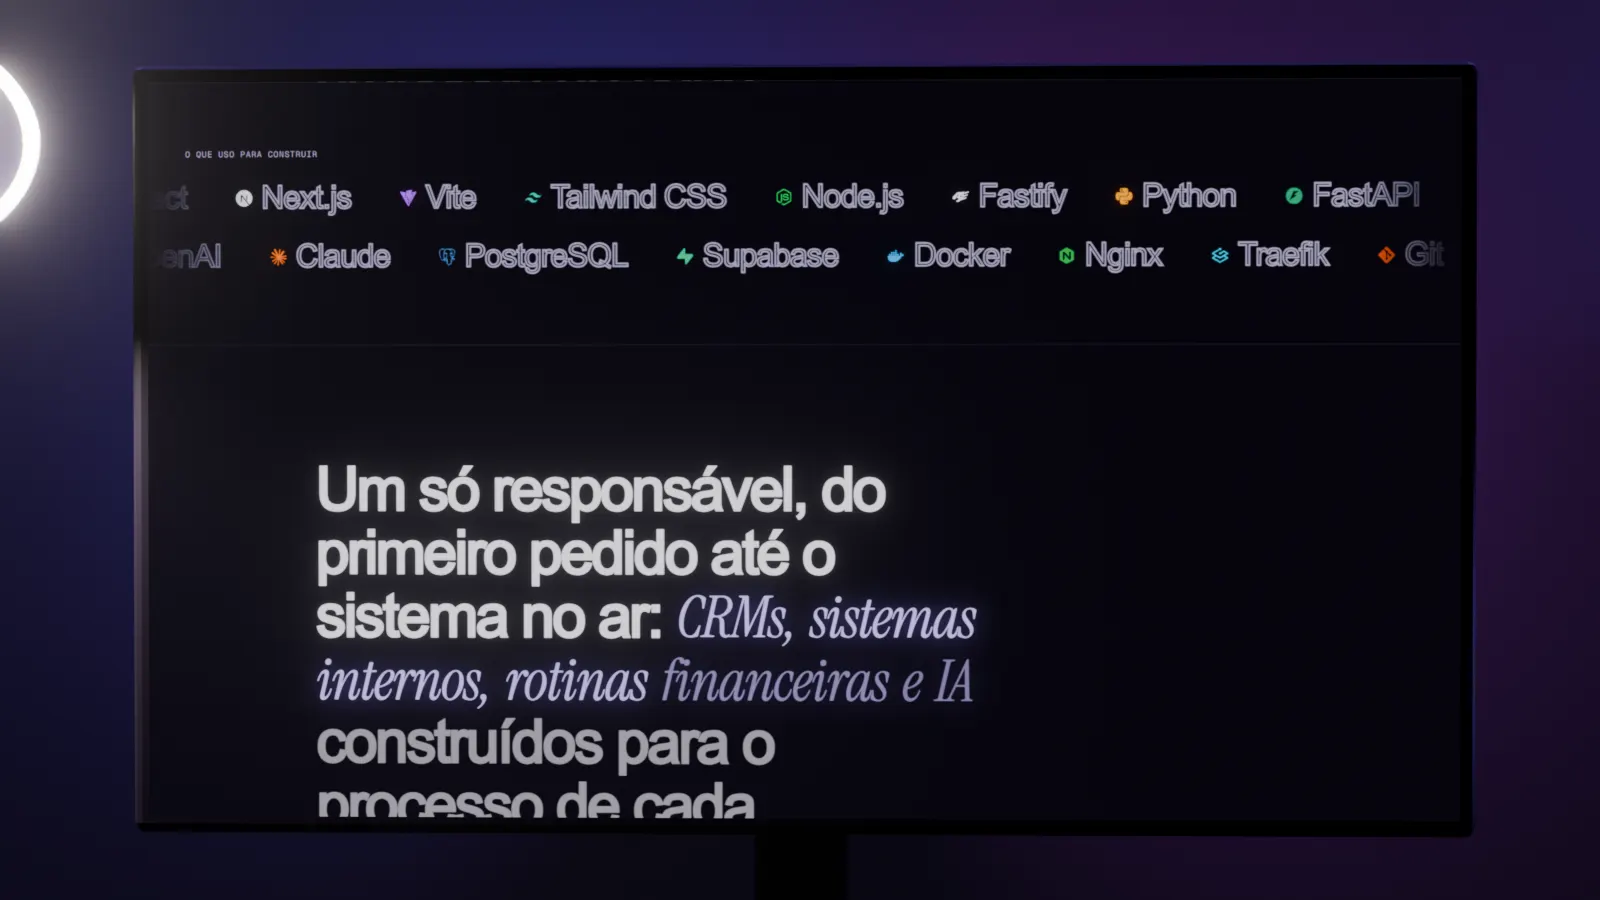 O QUE USO PARA CONSTRUIR
Next.js Vite Tailwind CSS Node.js Fastify Python FastAPI
Claude PostgreSQL Supabase Docker Nginx Traefik Git
Um só responsável, do
primeiro pedido até o
sistema no ar: CRMs, sistemas
internos, rotinas financeiras e IA
construídos para o
processo de cada